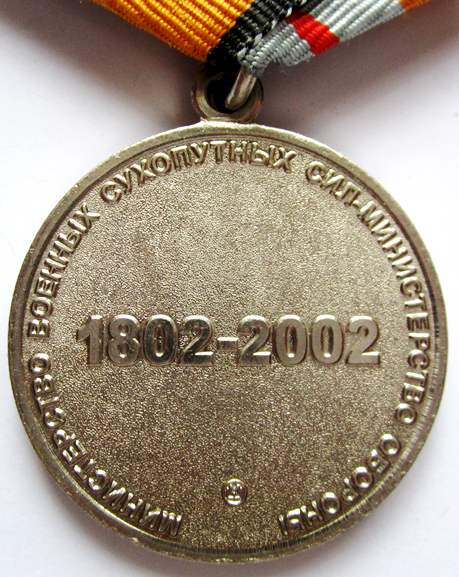 МИНИСТЕРСТВО ВОЕННЫХ СУХОПУТНЫХ СИЛ-МИНИСТЕРСТВО ОБОРОНЫ
1802-2002